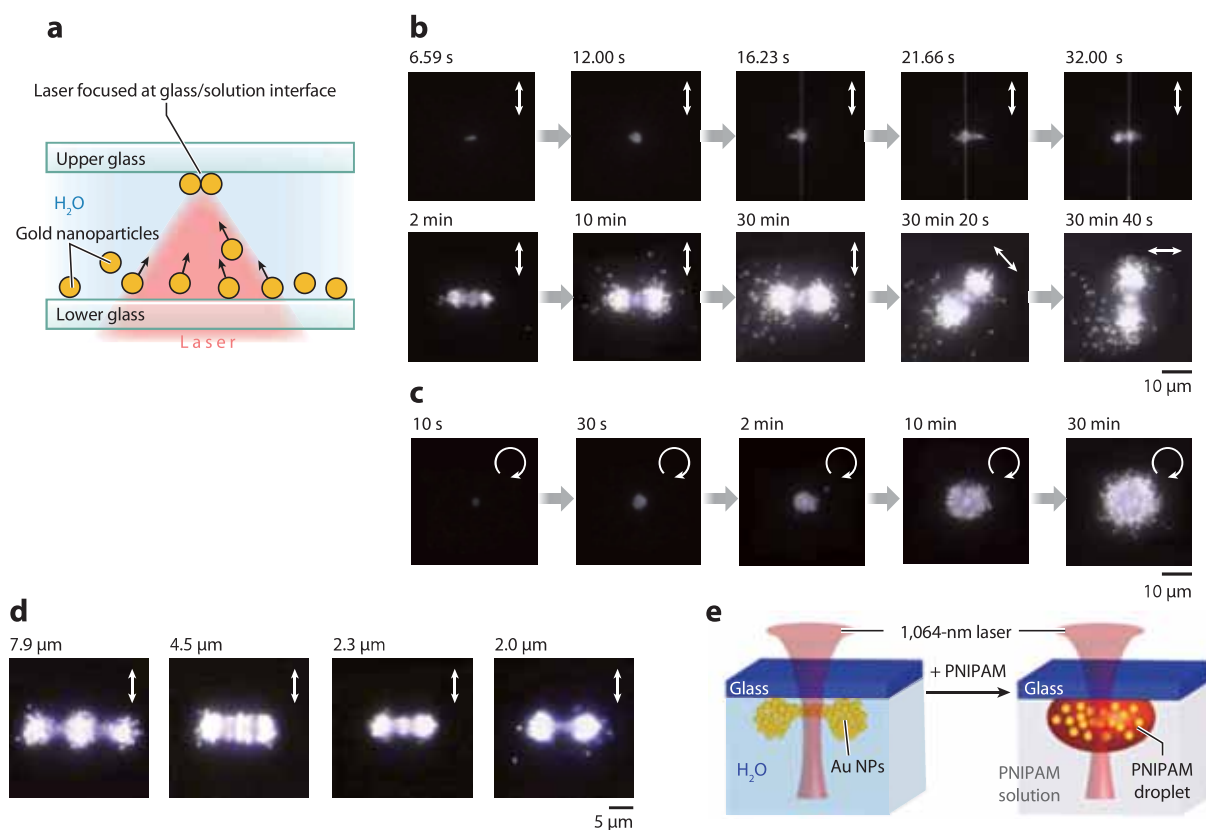 a
Laser focused at glass/solution interface
Upper glass
H2O
Gold nanoparticles
Lower glass
Laser
b
6.59 s
12.00 s
16.23 s
21.66 s
32.00 s
2 min
10 min
30 min
30 min 20 s
30 min 40 s
10 µm
c
10 s
30 s
2 min
10 min
30 min
10 µm
d
7.9 µm
4.5 µm
2.3 µm
2.0 µm
5 µm
e
1,064-nm laser
+ PNIPAM
Glass
Glass
H2O
Au NPs
PNIPAM
solution
PNIPAM
droplet